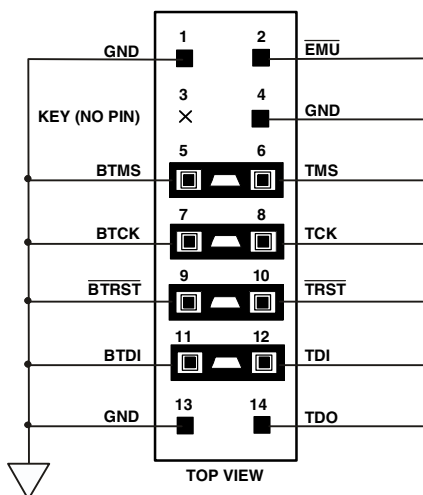 1 2
GND EMU
3 4
KEY (NO PIN) GND
5 6
BTMS TMS
7 8
BTCK TCK
9 10
BTRST TRST
11 12
BTDI TDI
13 14
GND TDO
TOP VIEW